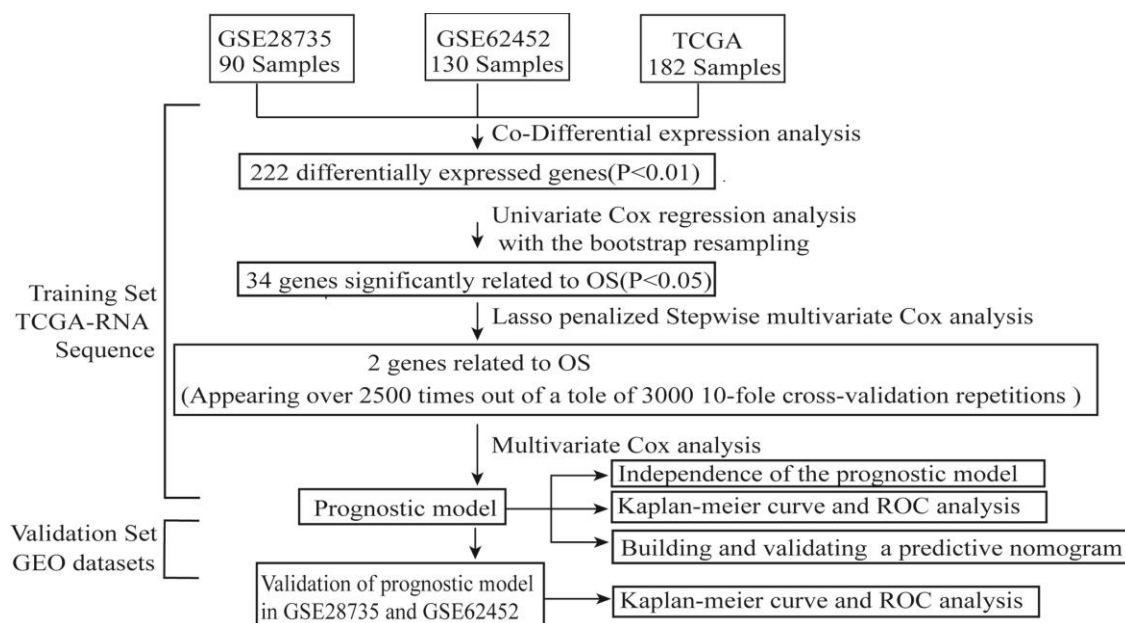 GSE28735
90 Samples
GSE62452
130 Samples
TCGA
182 Samples
Co-Differential expression analysis
222 differentially expressed genes(P<0.01)
Univariate Cox regression analysis
with the bootstrap resampling
34 genes significantly related to OS(P<0.05)
Training Set
TCGA-RNA
Sequence
Lasso penalized Stepwise multivariate Cox analysis
2 genes related to OS
(Appearing over 2500 times out of a tole of 3000 10-fole cross-validation repetitions )
Multivariate Cox analysis
Independence of the prognostic model
Prognostic model
Kaplan-meier curve and ROC analysis
Building and validating a predictive nomogram
Validation Set
GEO datasets
Validation of prognostic model
in GSE28735 and GSE62452
Kaplan-meier curve and ROC analysis